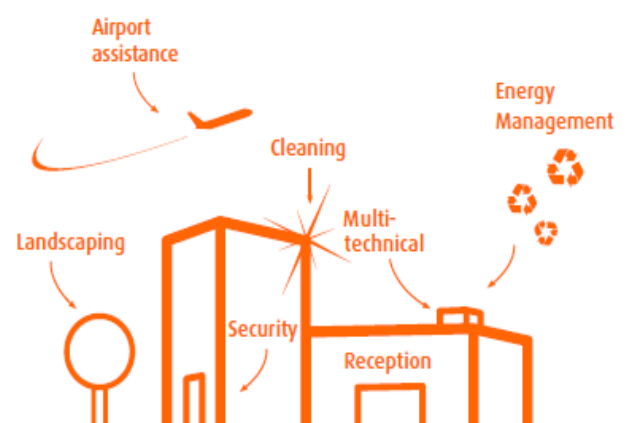 Airport
assistance
Energy
Management
Cleaning
Multi-
technical
Landscaping
Security
Reception